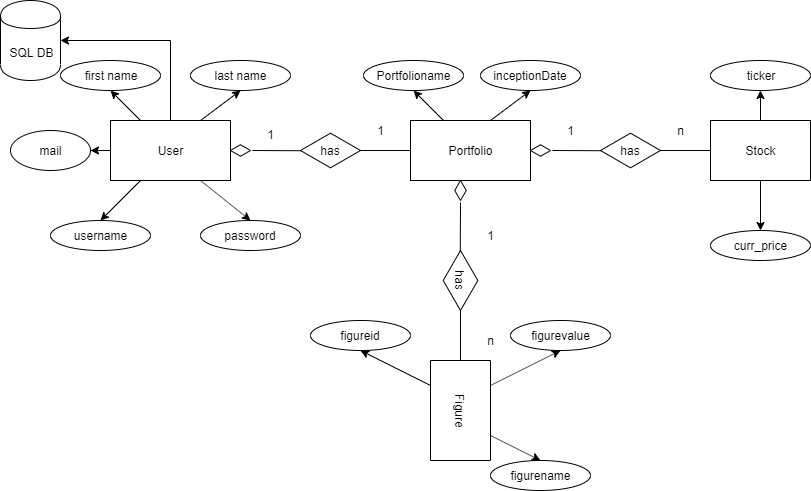 SQL DB
first name
last name
Portfolioname
inceptionDate
ticker
1
1
1
n
mail
User
has
Portfolio
has
Stock
username
password
1
curr_price
has
figureid
figurevalue
n
Figure
figurename